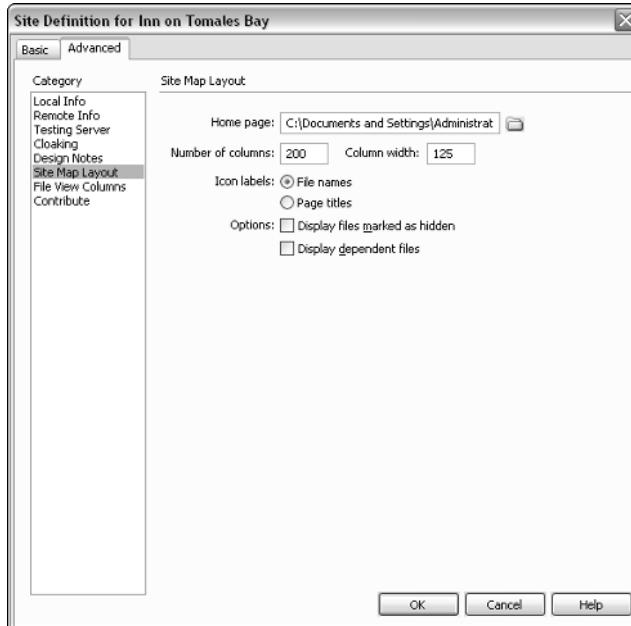 Site Definition for Inn on Tomales Bay
Basic
Advanced
Category
Local Info
Remote Info
Testing Server
Cloaking
Design Notes
Site Map Layout
File View Columns
Contribute
Site Map Layout
Home page: C:\Documents and Settings\Administrat
Number of columns: 200 Column width: 125
Icon labels: File names
Page titles
Options: Display files marked as hidden
Display dependent files
OK Cancel Help